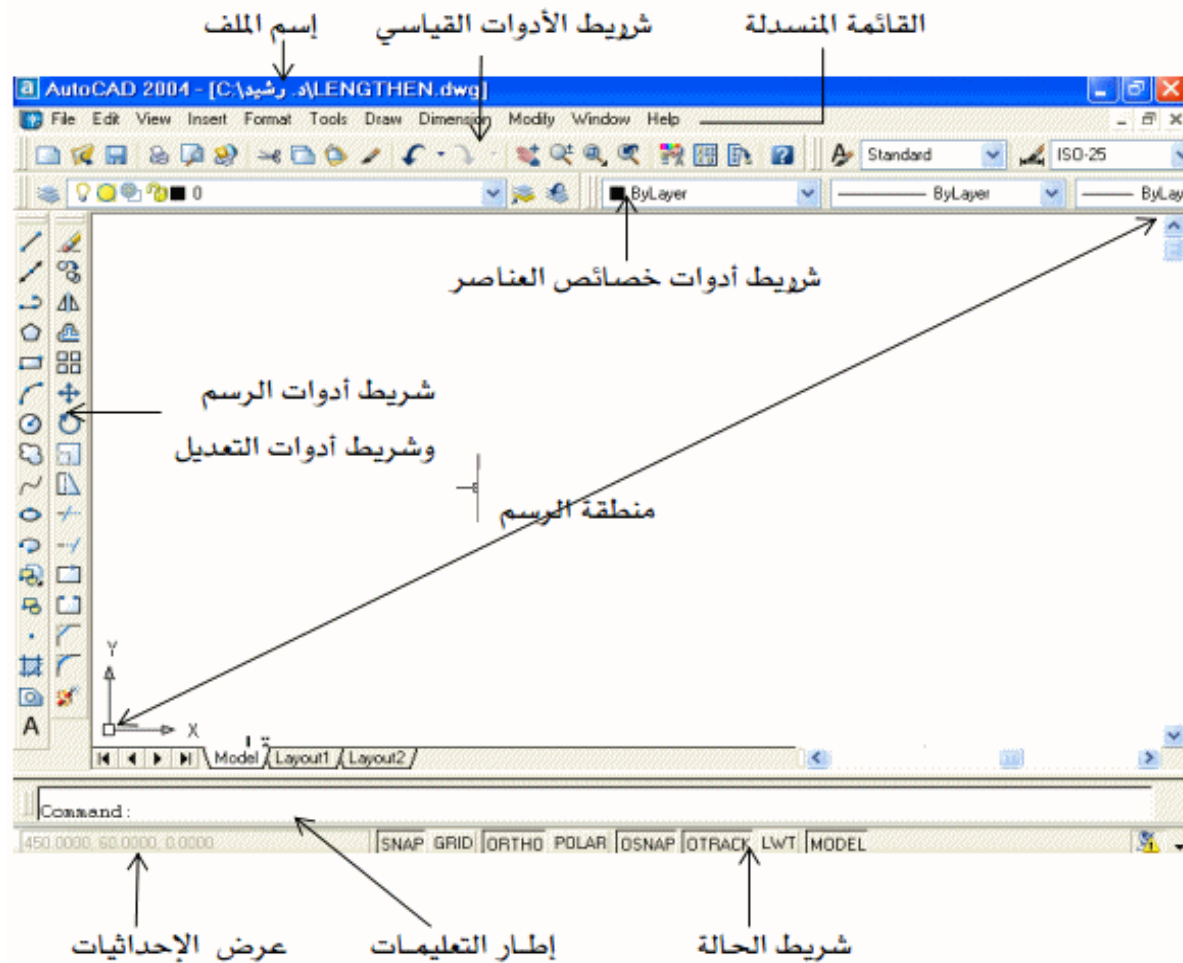 القائمة المنسدلة
شريط الأدوات القياسي
إسم الملف
AutoCAD 2004 - [C:\د. رشيد\LENGTHEN.dwg]
File Edit View Insert Format Tools Draw Dimension Modify Window Help
Standard ISO-25
0 ByLayer ByLayer ByLay
شريط أدوات خصائص العناصر
شريط أدوات الرسم
وشريط أدوات التعديل
منطقة الرسم
Y
X
A
Model Layout1 Layout2
Command:
450.0000, 60.0000, 0.0000 SNAP GRID ORTHO POLAR OSNAP OTRACK LWT MODEL
شريط الحالة
إطار التعليمات
عرض الإحداثيات